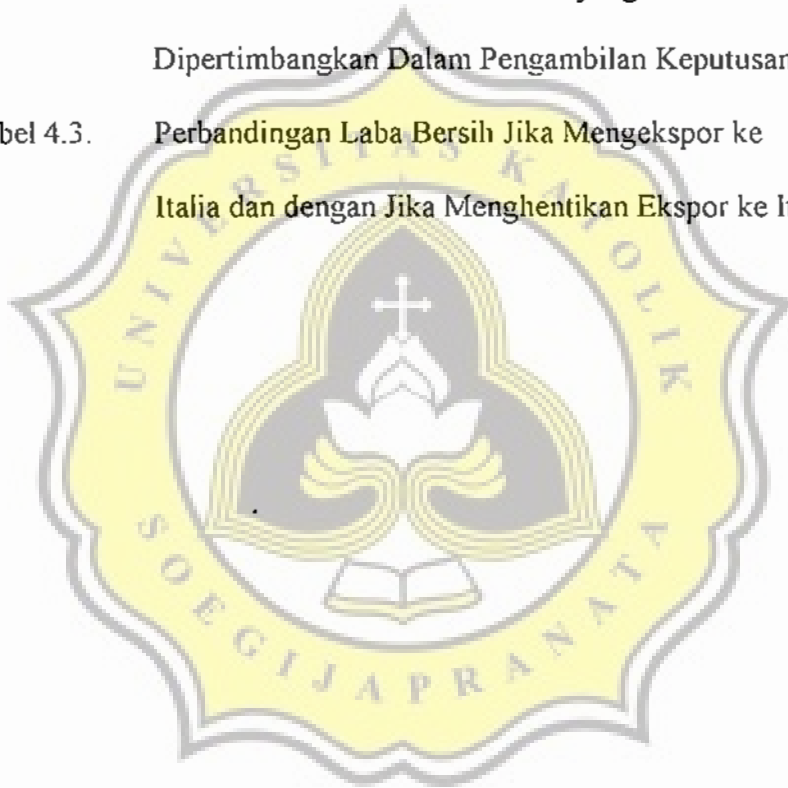 Dipertimbangkan Dalam Pengambilan Keputusan
bel 4.3. Perbandingan Laba Bersih Jika Mengekspor ke
Italia dan dengan Jika Menghentikan Ekspor ke
UNIVERSITAS KATOLIK
SOEGIJAPRANATA